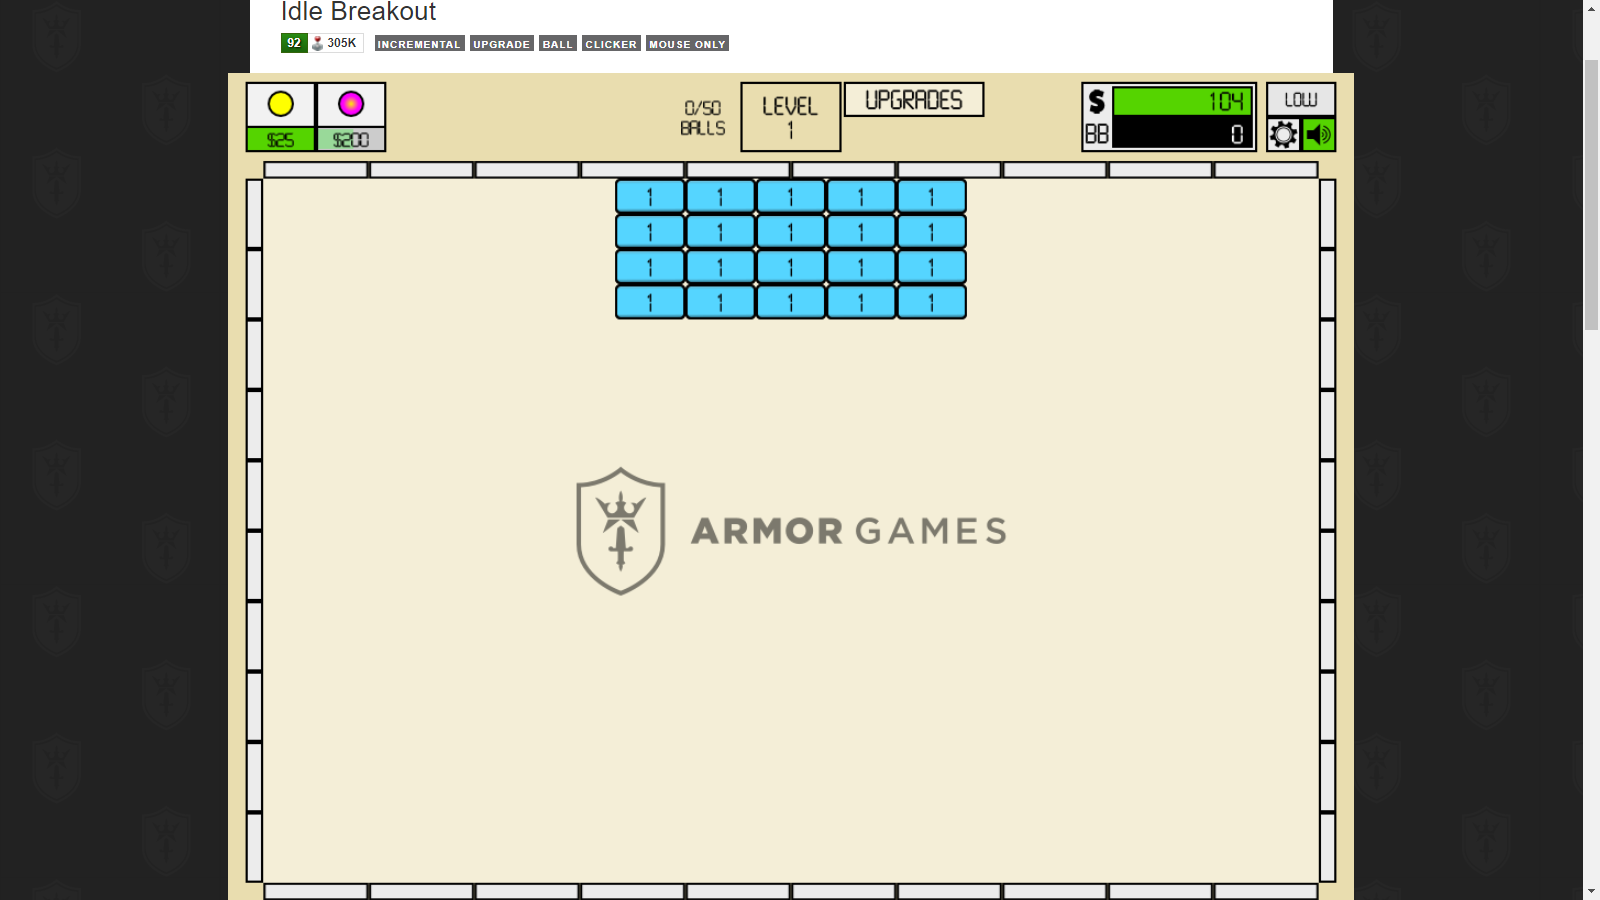 Idle Breakout
92 305K INCREMENTAL UPGRADE BALL CLICKER MOUSE ONLY
$25 $200
0/50
BALLS
LEVEL
1
UPGRADES
$ 104
BB 0
LOW
1 1 1 1 1
1 1 1 1 1
1 1 1 1 1
1 1 1 1 1
ARMOR GAMES